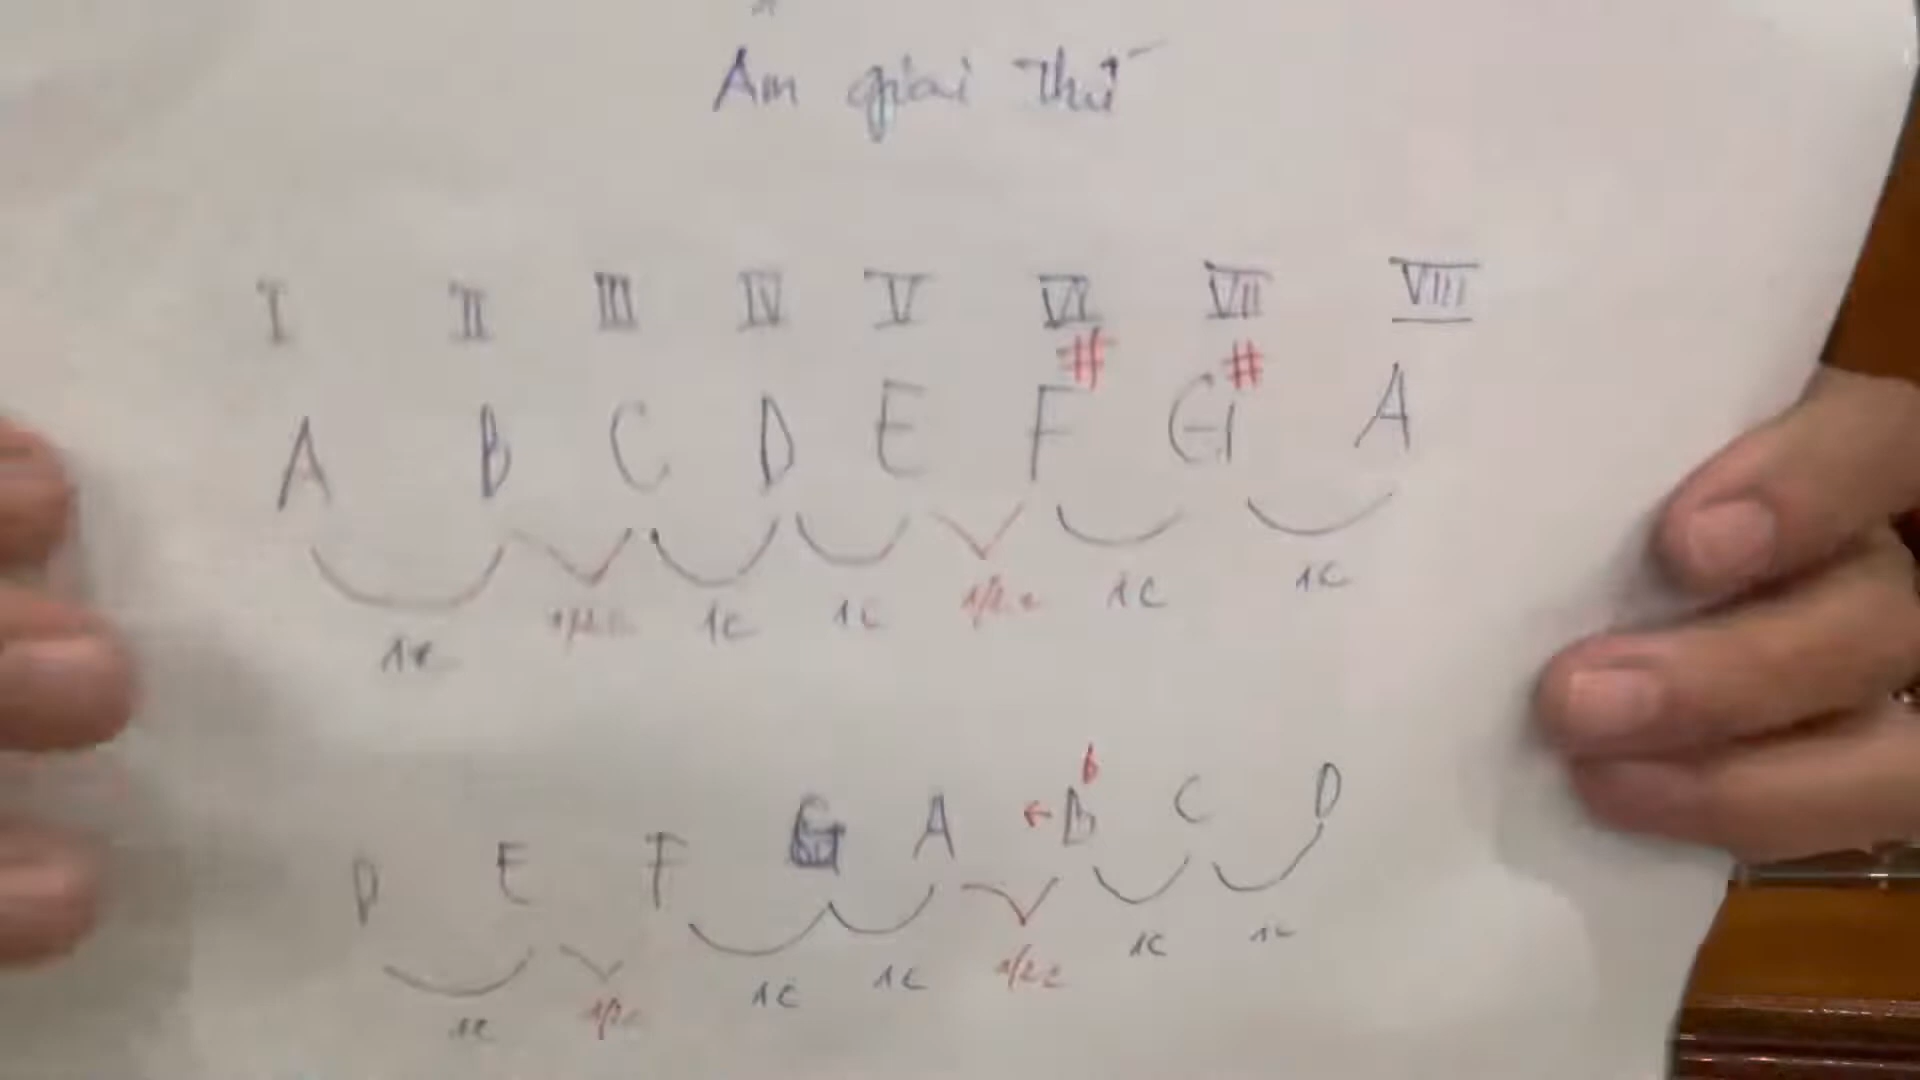 Âm giai thứ
I II III IV V VI VII VIII
# #
A B C D E F G A
1c 1/2c 1c 1c 1/2c 1c 1c
b
D E F G A ← B C D
1c 1/2c 1c 1c 1/2c 1c 1c